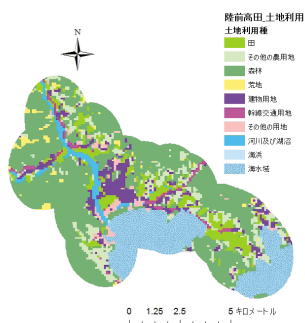 陸前高田_土地利用
土地利用種
N
田
その他の農用地
森林
荒地
建物用地
幹線交通用地
その他の用地
河川及び湖沼
海浜
海水域
0 1.25 2.5 5 キロメートル